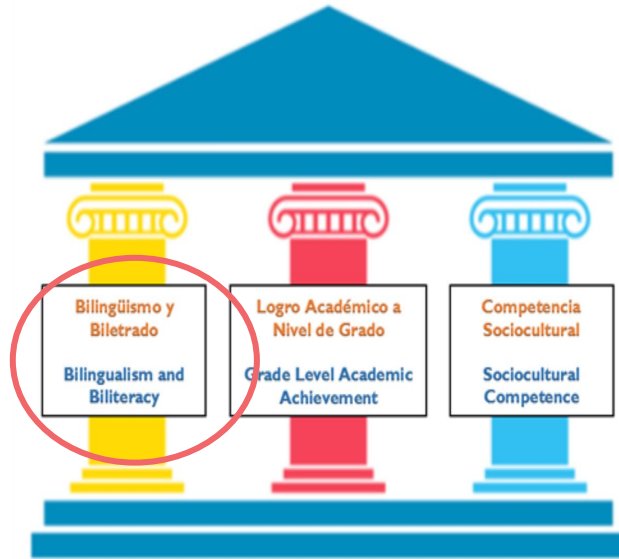 Bilingüismo y
Biletrado
Bilingualism and
Biliteracy
Logro Académico a
Nivel de Grado
Grade Level Academic
Achievement
Competencia
Sociocultural
Sociocultural
Competence